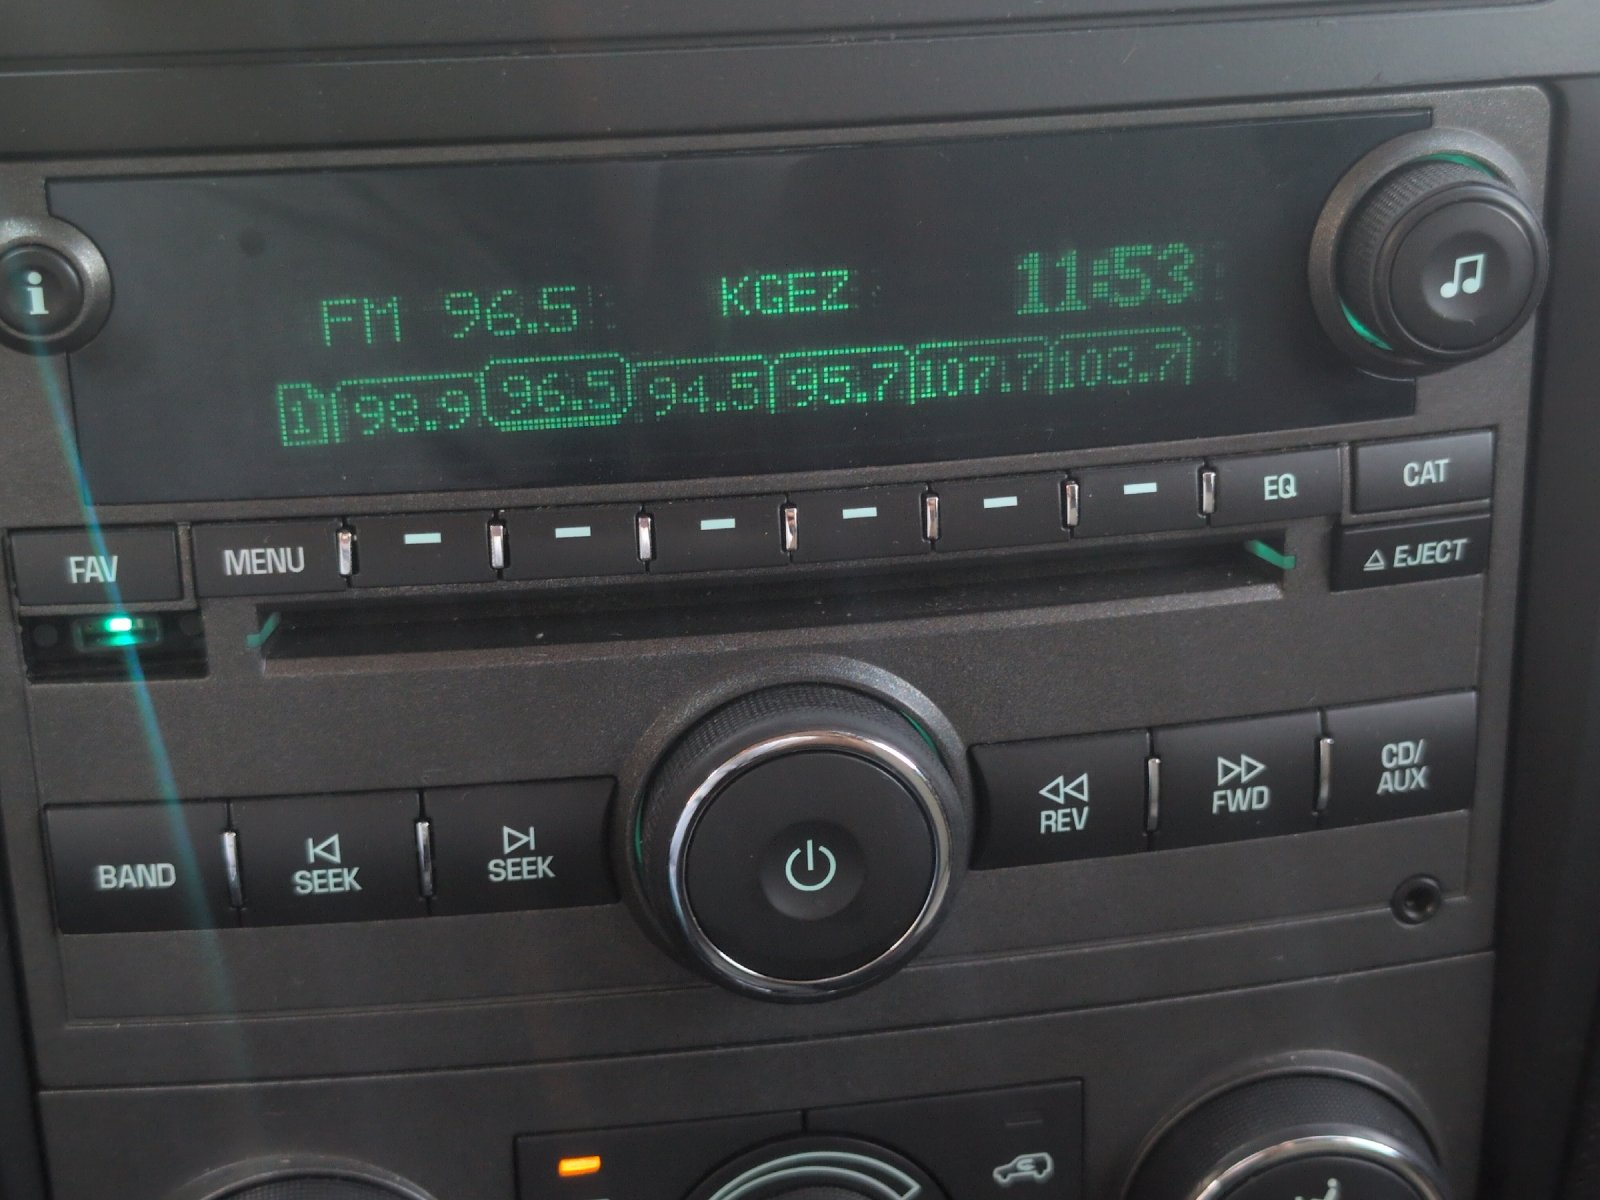 i
FM 96.5 KGEZ 11:53
1 98.9 96.5 94.5 95.7 107.7 103.7
FAV MENU EQ CAT
EJECT
BAND SEEK SEEK REV FWD CD/
AUX